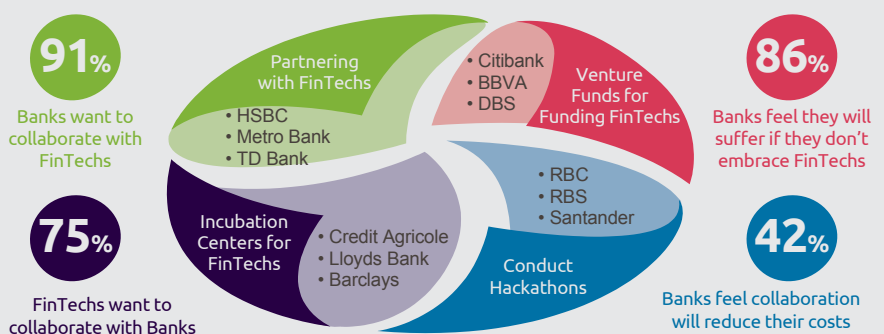 91%
Banks want to
collaborate with
FinTechs
75%
FinTechs want to
collaborate with Banks
Partnering
with FinTechs
• HSBC
• Metro Bank
• TD Bank
• Citibank
• BBVA
• DBS
Venture
Funds for
Funding FinTechs
Incubation
Centers for
FinTechs
• Credit Agricole
• Lloyds Bank
• Barclays
• RBC
• RBS
• Santander
Conduct
Hackathons
86%
Banks feel they will
suffer if they don’t
embrace FinTechs
42%
Banks feel collaboration
will reduce their costs